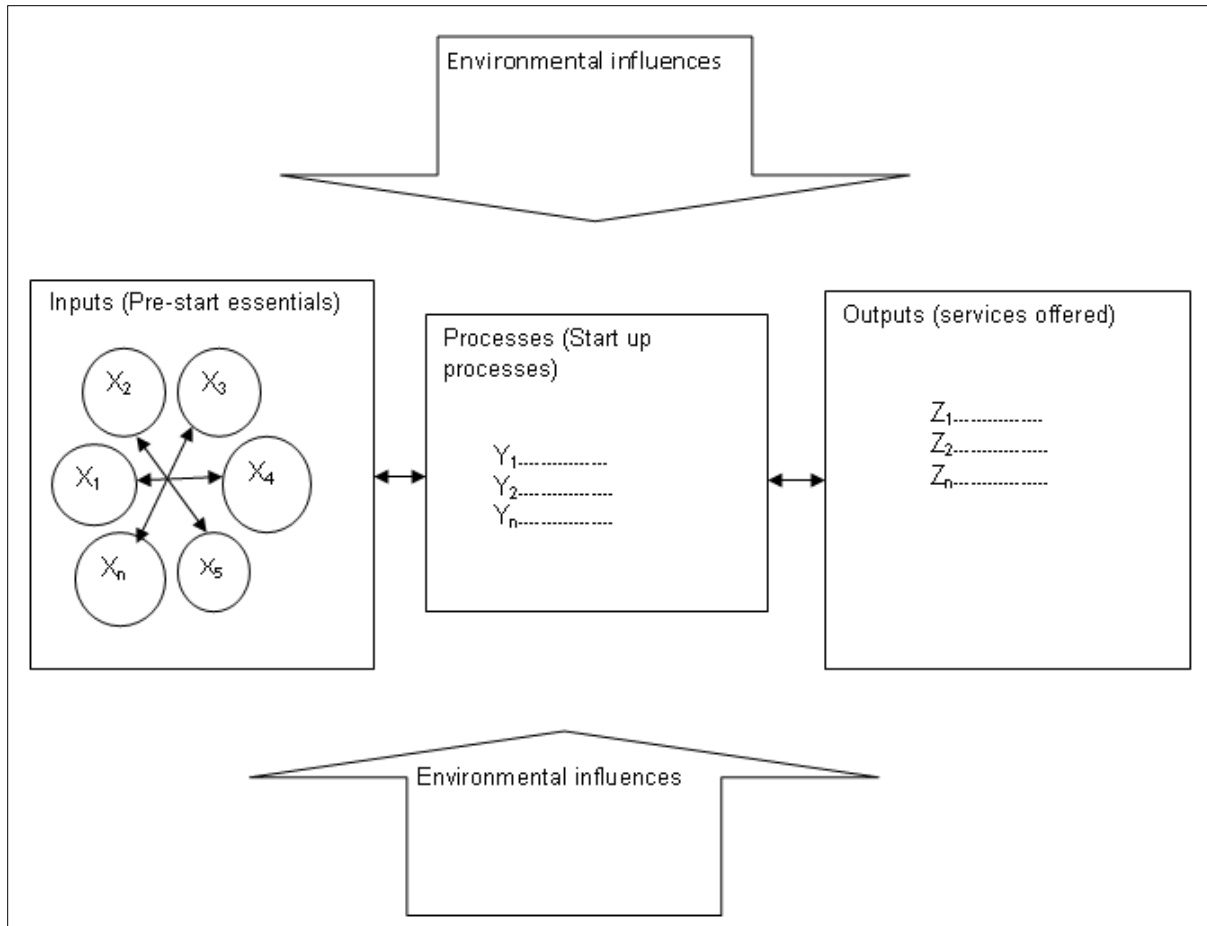 Environmental influences
Inputs (Pre-start essentials)
X₂
X₃
X₁
X₄
Xₙ
X₅
Processes (Start up
processes)
Y₁................
Y₂.................
Yₙ.................
Outputs (services offered)
Z₁................
Z₂.................
Zₙ.................
Environmental influences